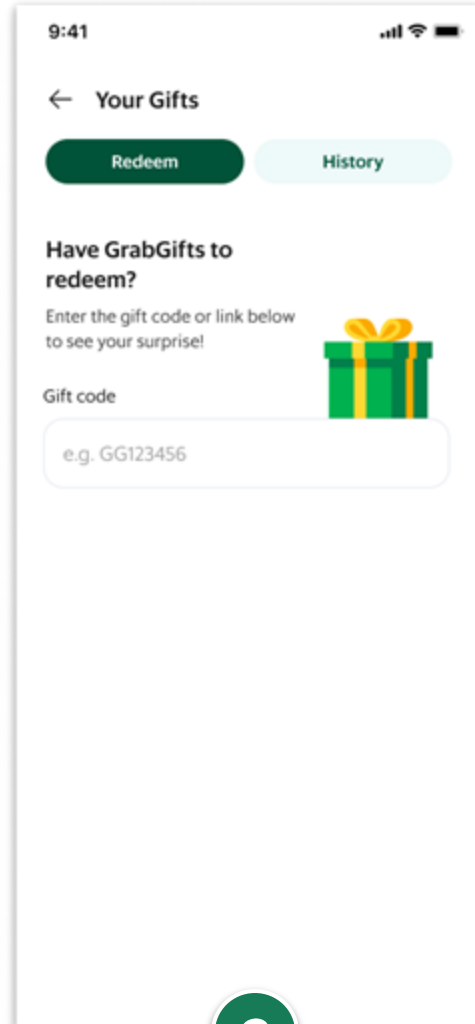 9:41
Your Gifts
Redeem
History
Have GrabGifts to
redeem?
Enter the gift code or link below
to see your surprise!
Gift code
e.g. GG123456